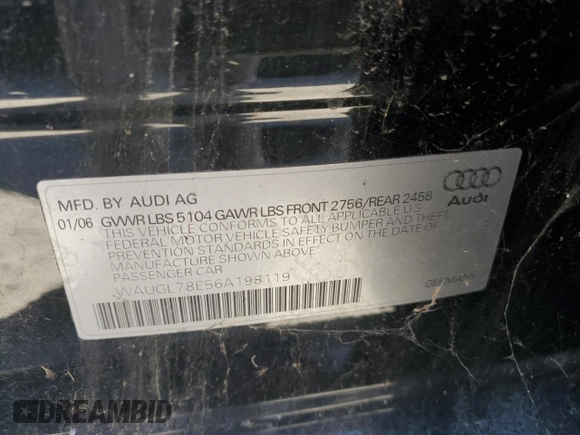 MFD. BY AUDI AG
01/06 GVWR LBS 5104 GAWR LBS FRONT 2756/REAR 2458
THIS VEHICLE CONFORMS TO ALL APPLICABLE U.S.
FEDERAL MOTOR VEHICLE SAFETY BUMPER AND THEFT
PREVENTION STANDARDS IN EFFECT ON THE DATE OF
MANUFACTURE SHOWN ABOVE
PASSENGER CAR
WAUGL78E56A198119
Audi
GERMANY
DREAMBID